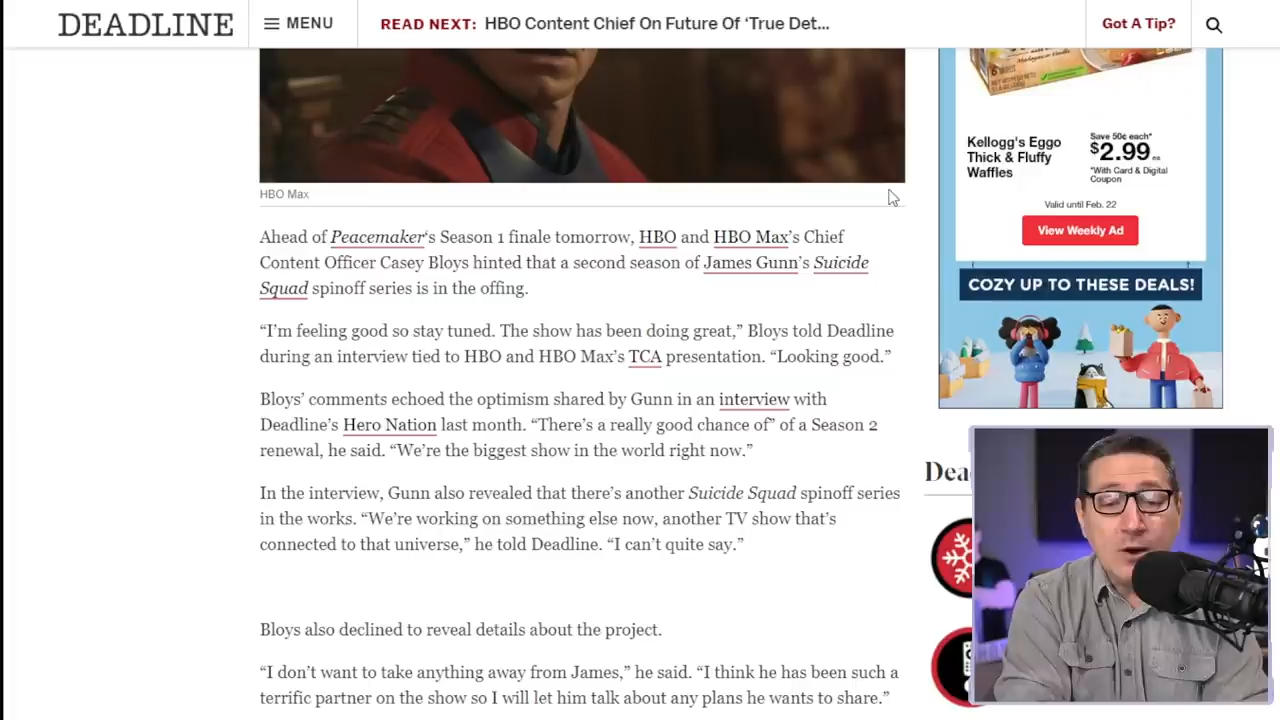 DEADLINE
MENU
READ NEXT: HBO Content Chief On Future Of ‘True Det...
Got A Tip?
Kellogg's Eggo
Thick & Fluffy
Waffles
Save 50¢ each*
$2.99 ea
*With Card & Digital
Coupon
Valid until Feb. 22
View Weekly Ad
COZY UP TO THESE DEALS!
HBO Max
Ahead of Peacemaker‘s Season 1 finale tomorrow, HBO and HBO Max’s Chief
Content Officer Casey Bloys hinted that a second season of James Gunn’s Suicide
Squad spinoff series is in the offing.
“I’m feeling good so stay tuned. The show has been doing great,” Bloys told Deadline
during an interview tied to HBO and HBO Max’s TCA presentation. “Looking good.”
Bloys’ comments echoed the optimism shared by Gunn in an interview with
Deadline’s Hero Nation last month. “There’s a really good chance of” of a Season 2
renewal, he said. “We’re the biggest show in the world right now.”
In the interview, Gunn also revealed that there’s another Suicide Squad spinoff series
in the works. “We’re working on something else now, another TV show that’s
connected to that universe,” he told Deadline. “I can’t quite say.”
Bloys also declined to reveal details about the project.
“I don’t want to take anything away from James,” he said. “I think he has been such a
terrific partner on the show so I will let him talk about any plans he wants to share.”